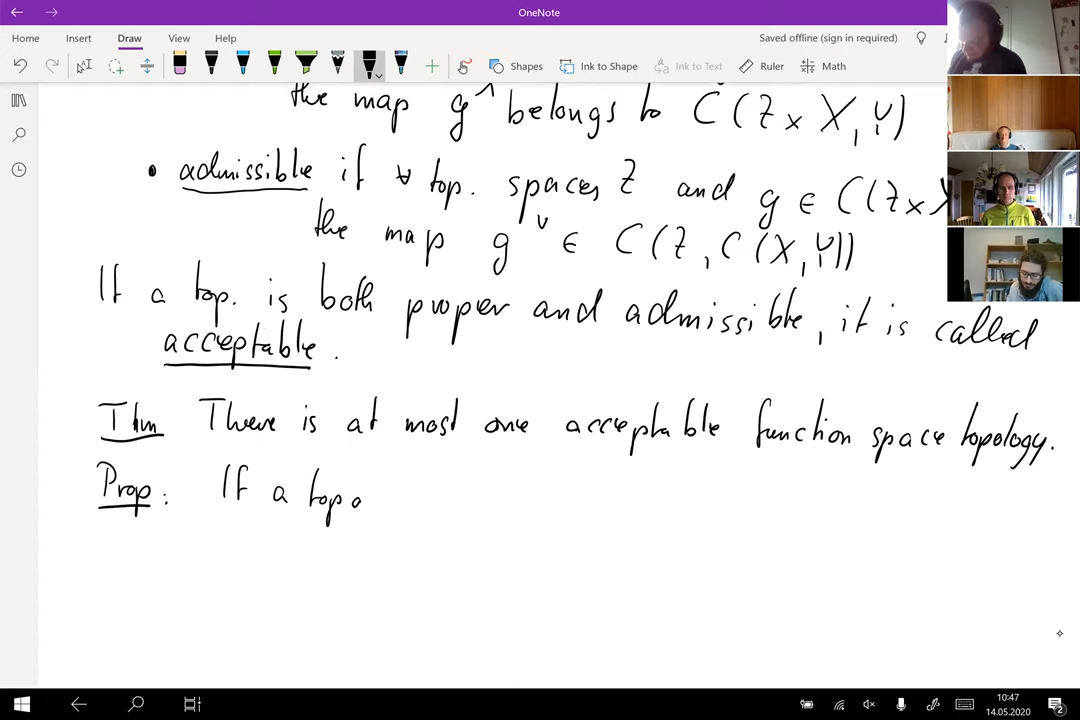 OneNote
Home Insert Draw View Help
Saved offline (sign in required)
Shapes Ink to Shape Ink to Text Ruler Math
the map g^ belongs to C(Z × X, Y)
• admissible if ∀ top. spaces Z and g ∈ C(Z × X
the map g^∨ ∈ C(Z, C(X, Y))
If a top. is both proper and admissible, it is called
acceptable.
Thm There is at most one acceptable function space topology.
Prop: If a topo
10:47
14.05.2020
2